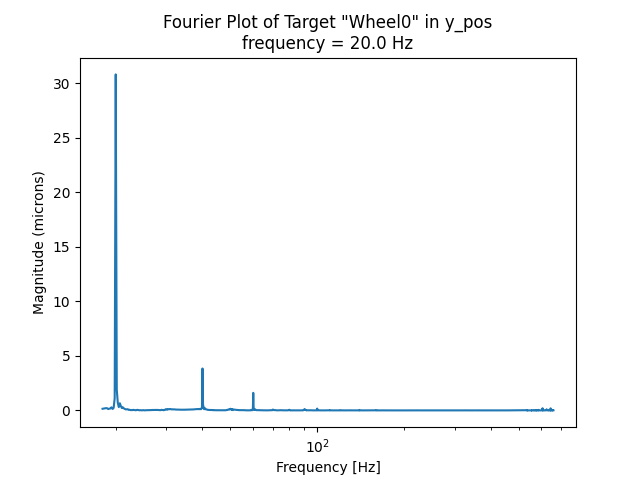 Fourier Plot of Target "Wheel0" in y_pos
frequency = 20.0 Hz
30
25
20
15
10
5
0
Magnitude (microns)
10²
Frequency [Hz]